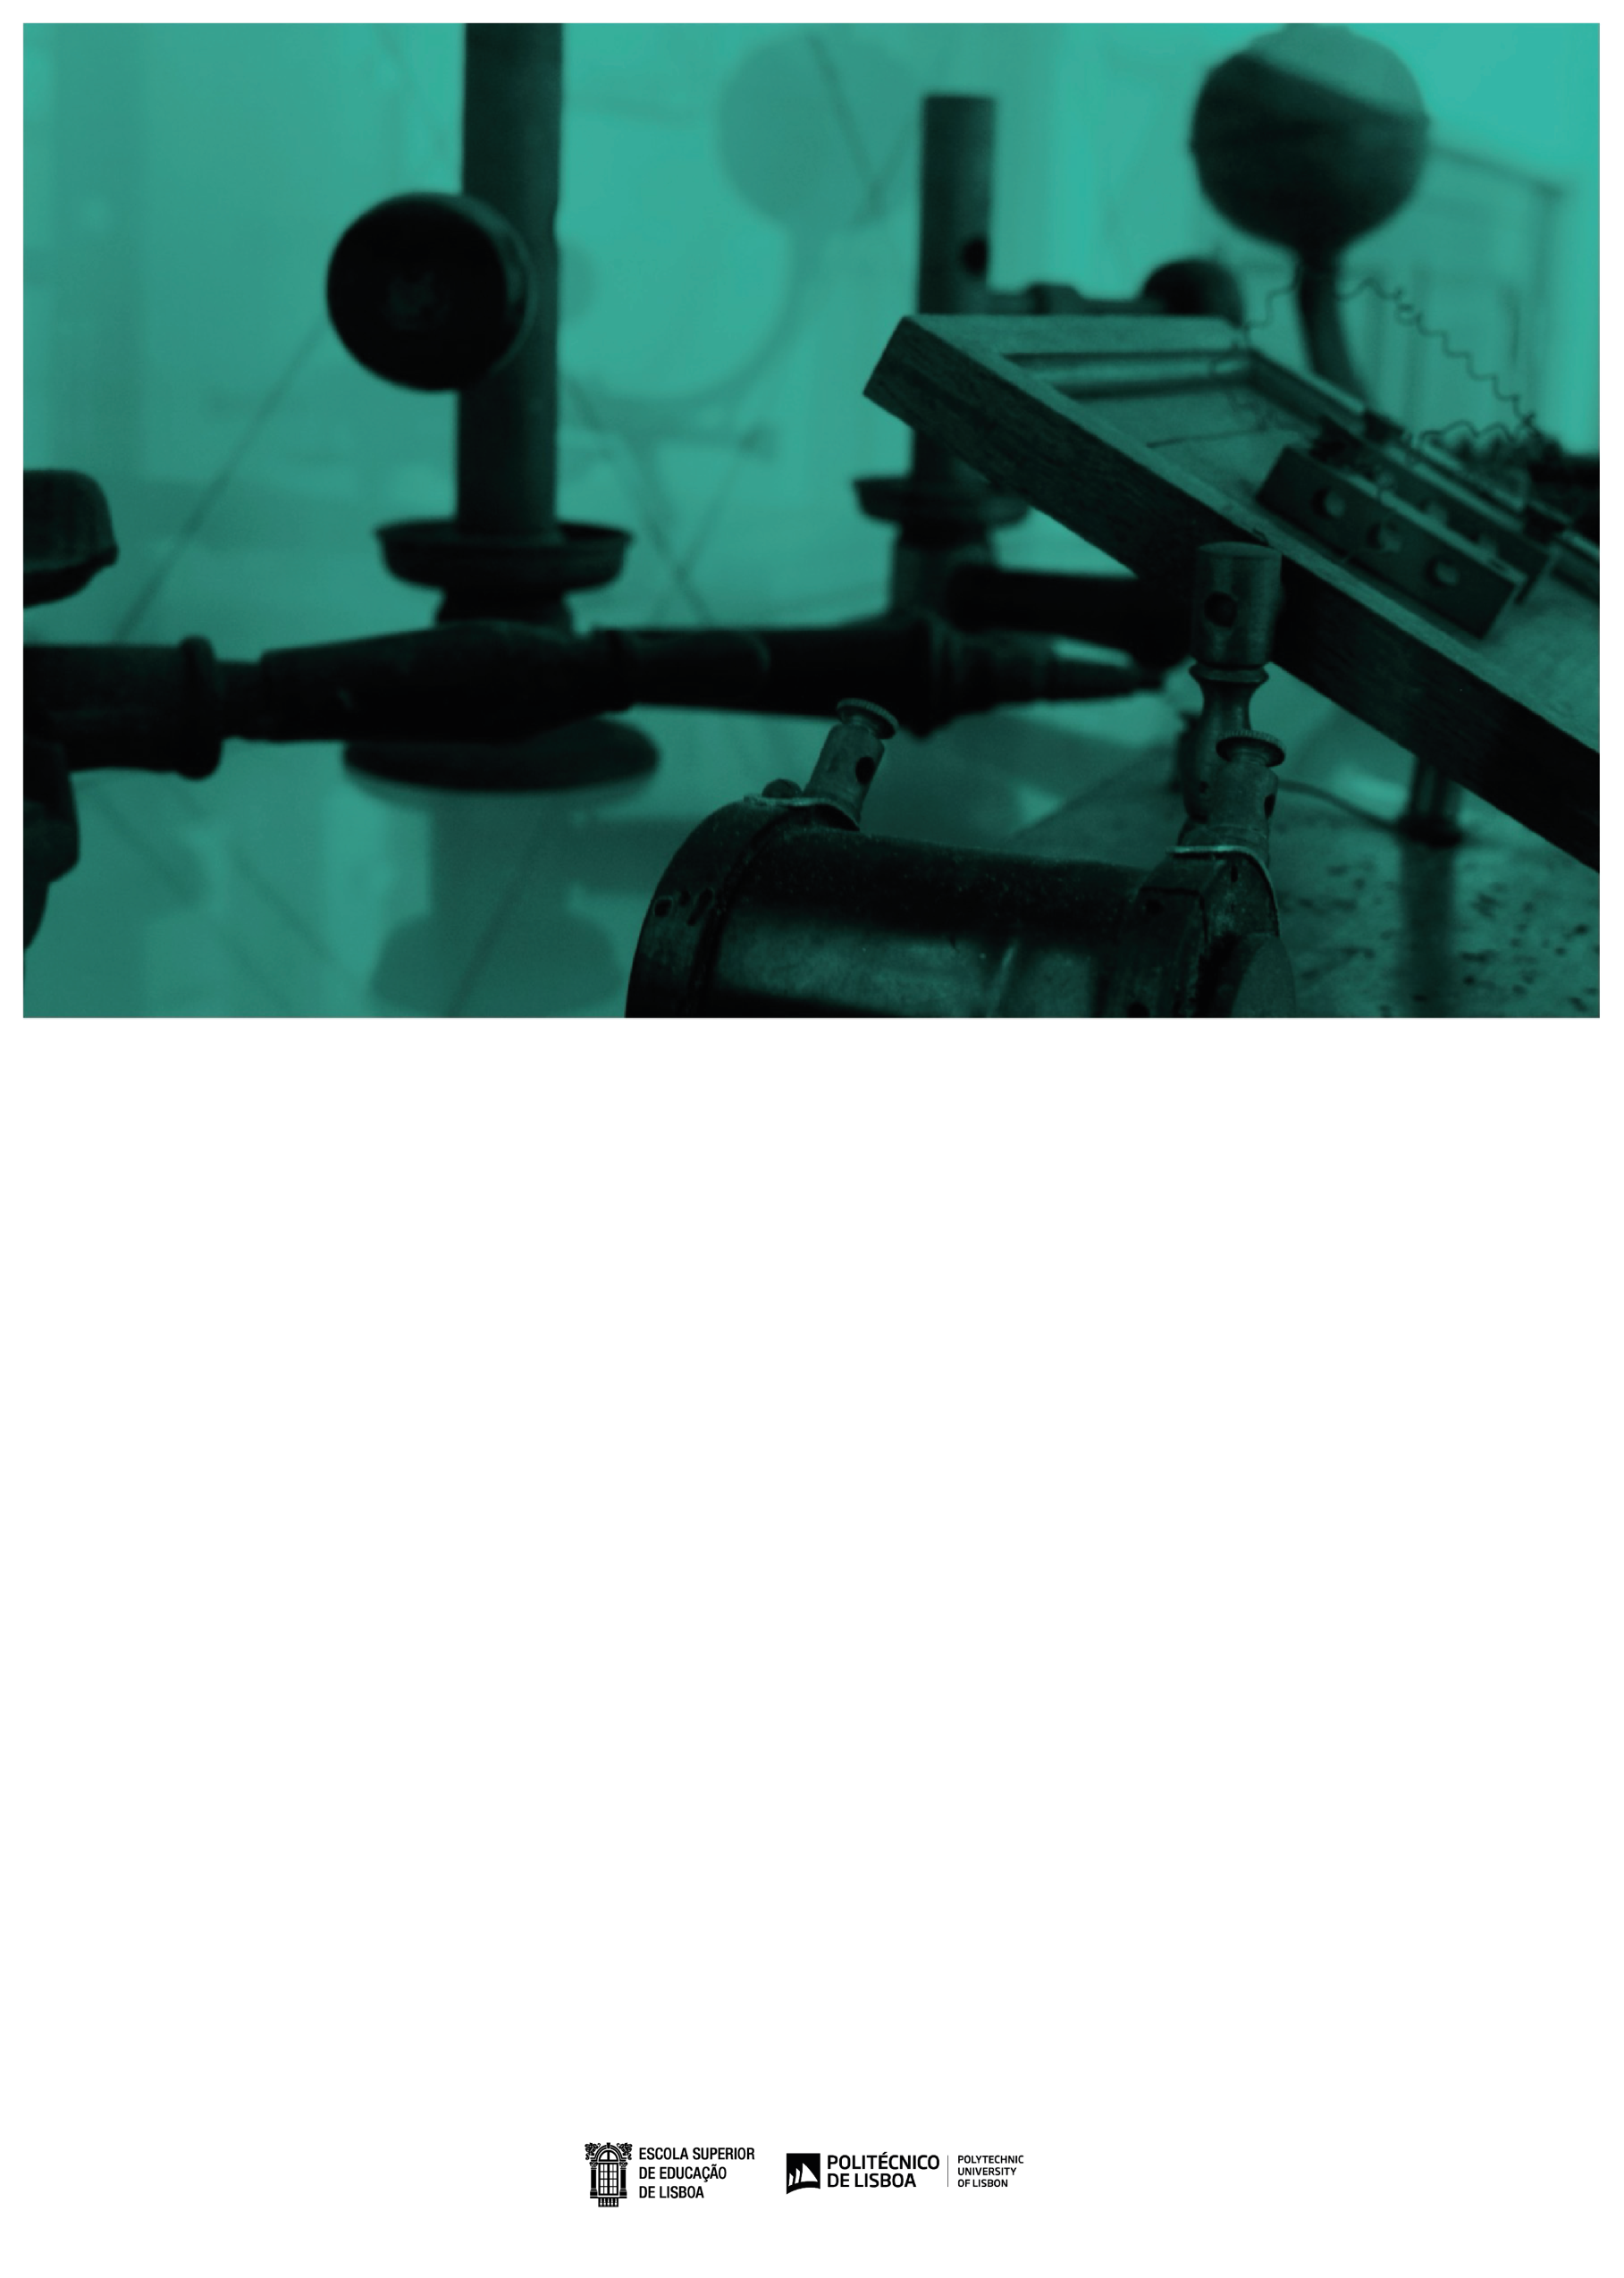 ESCOLA SUPERIOR
DE EDUCAÇÃO
DE LISBOA
POLITÉCNICO
DE LISBOA
POLYTECHNIC
UNIVERSITY
OF LISBON